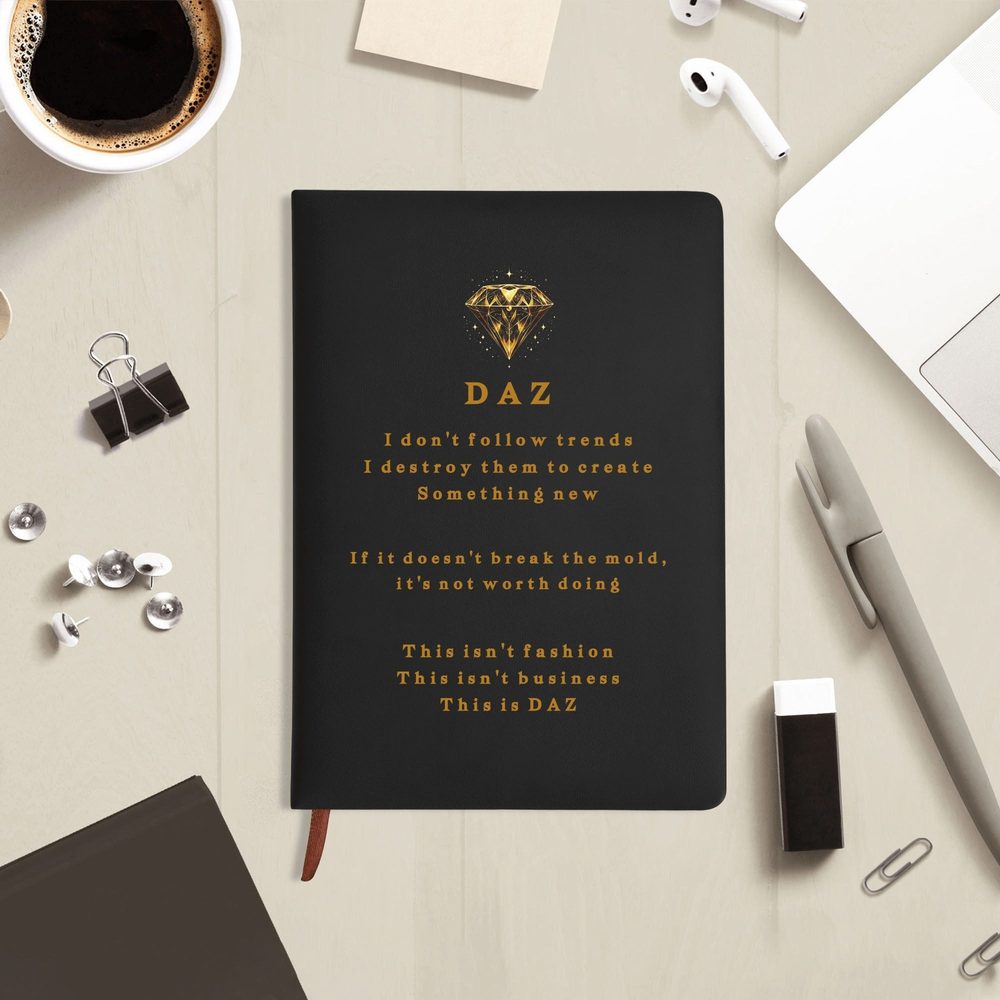 DAZ
I don't follow trends
I destroy them to create
Something new
If it doesn't break the mold,
it's not worth doing
This isn't fashion
This isn't business
This is DAZ